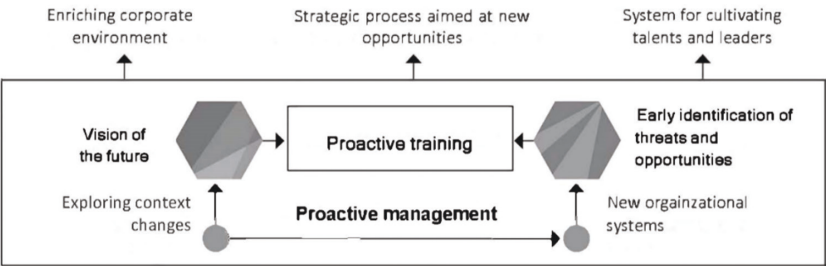 Enriching corporate
environment
Strategic process aimed at new
opportunities
System for cultivating
talents and leaders
Vision of
the future
Proactive training
Early identification of
threats and
opportunities
Exploring context
changes
Proactive management
New orgainzational
systems